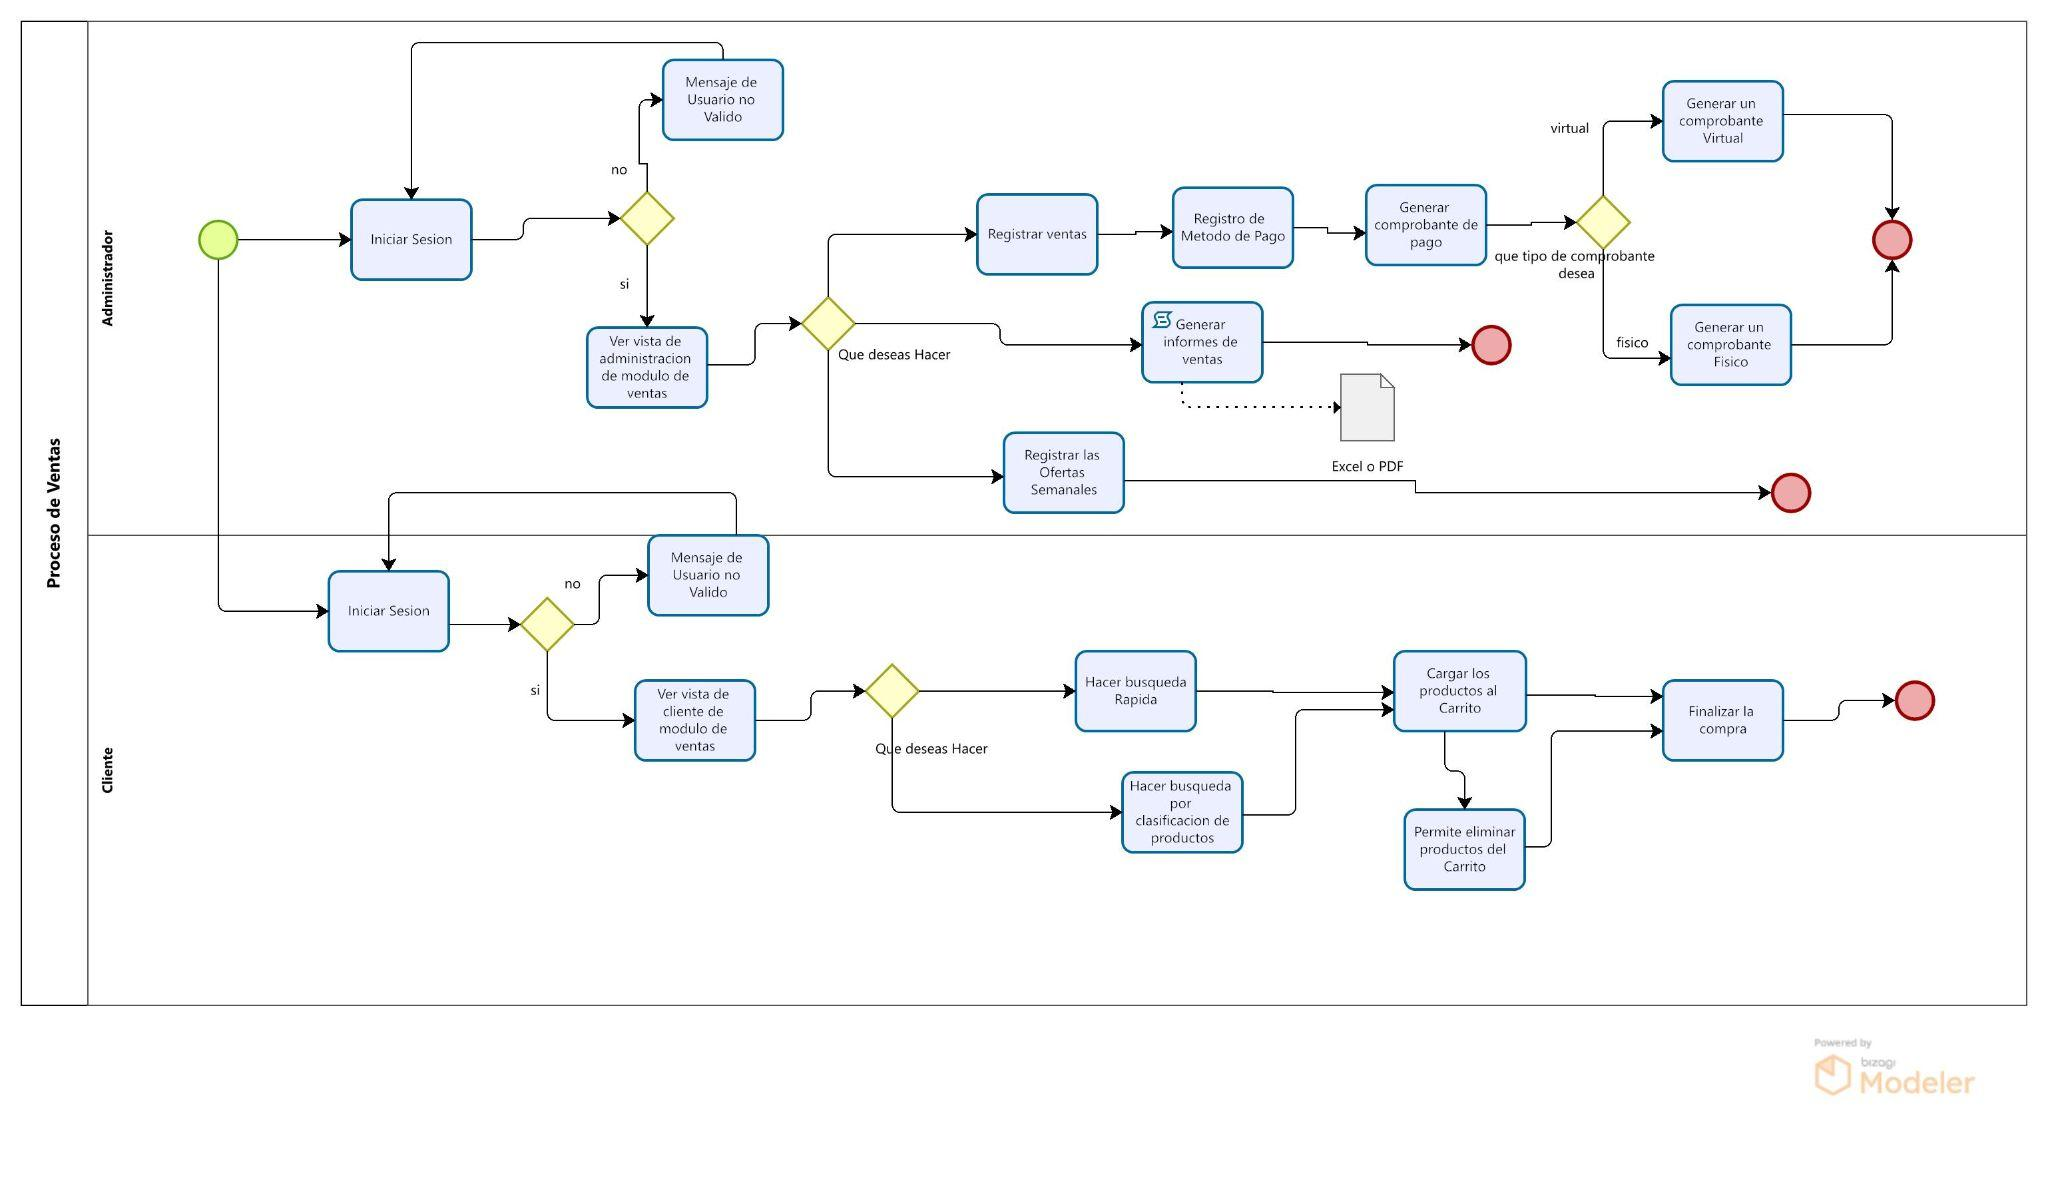 Proceso de Ventas
Administrador
Mensaje de
Usuario no
Valido
no
Iniciar Sesion
si
Ver vista de
administracion
de modulo de
ventas
Que deseas Hacer
Registrar ventas
Registro de
Metodo de Pago
Generar
comprobante de
pago
que tipo de comprobante
desea
virtual
Generar un
comprobante
Virtual
fisico
Generar un
comprobante
Fisico
Generar
informes de
ventas
Excel o PDF
Registrar las
Ofertas
Semanales
Cliente
Iniciar Sesion
no
Mensaje de
Usuario no
Valido
si
Ver vista de
cliente de
modulo de
ventas
Que deseas Hacer
Hacer busqueda
Rapida
Hacer busqueda
por
clasificacion de
productos
Cargar los
productos al
Carrito
Permite eliminar
productos del
Carrito
Finalizar la
compra
Powered by
bizagi
Modeler